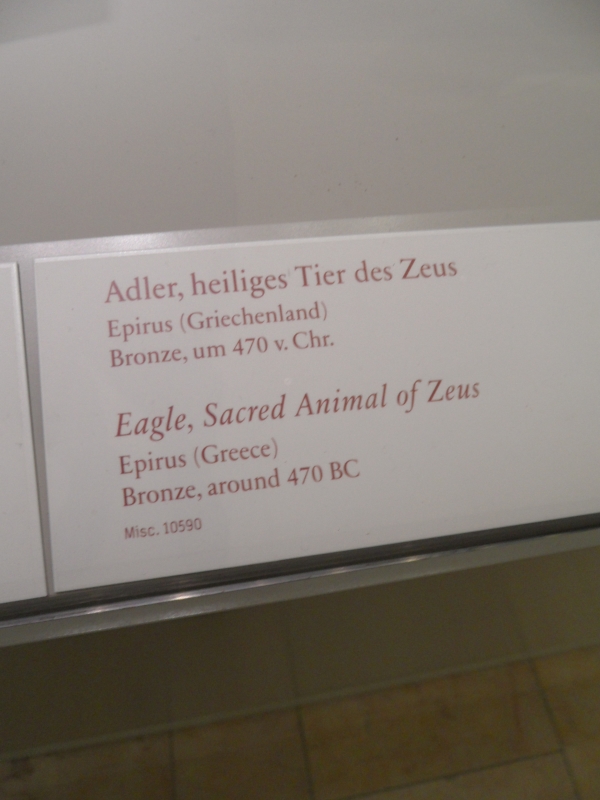 Adler, heiliges Tier des Zeus
Epirus (Griechenland)
Bronze, um 470 v. Chr.
Eagle, Sacred Animal of Zeus
Epirus (Greece)
Bronze, around 470 BC
Misc. 10590